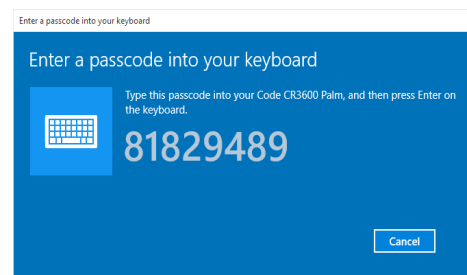 Enter a passcode into your keyboard
Enter a passcode into your keyboard
Type this passcode into your Code CR3600 Palm, and then press Enter on
the keyboard.
81829489
Cancel